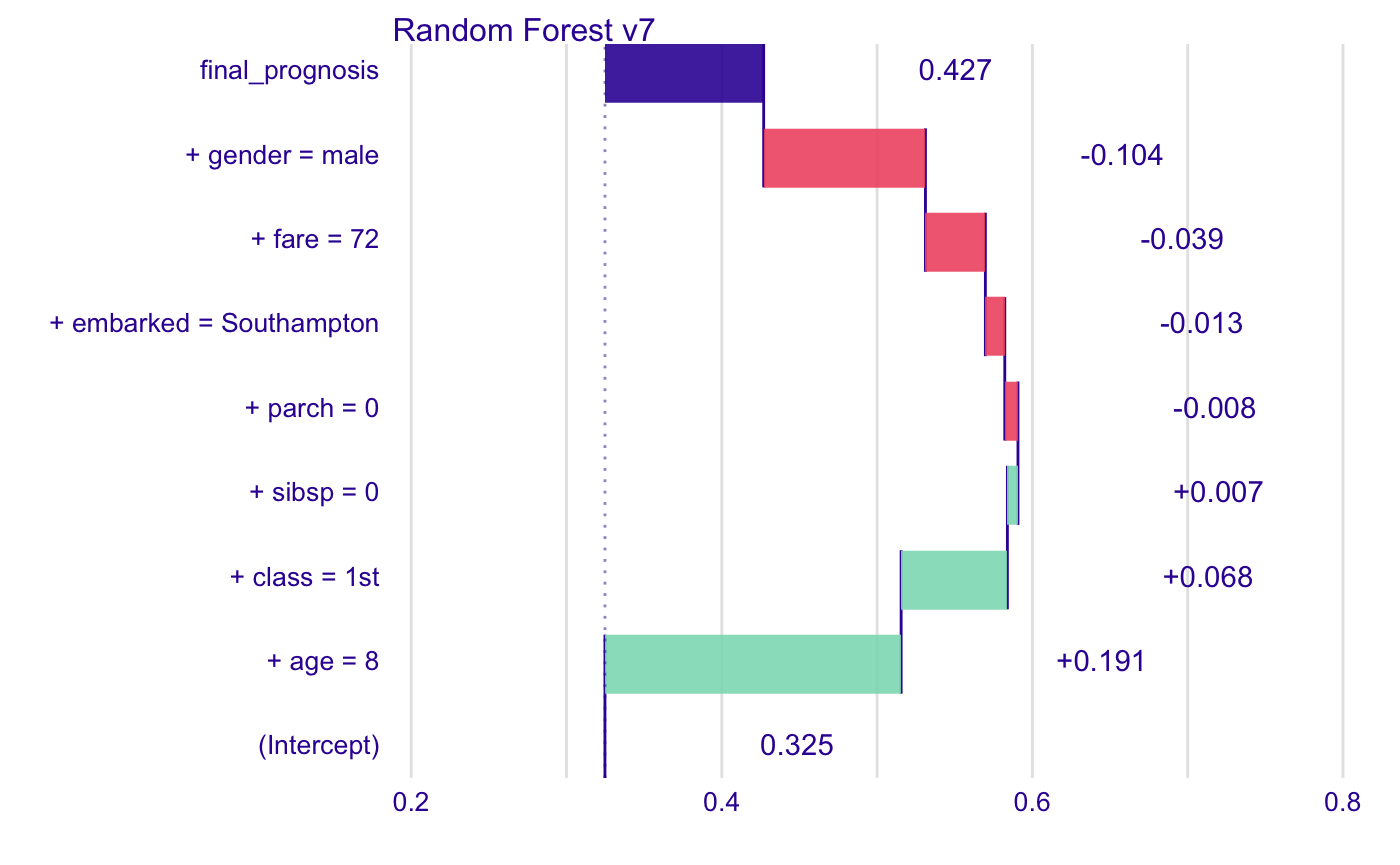 Random Forest v7
final_prognosis 0.427
+ gender = male -0.104
+ fare = 72 -0.039
+ embarked = Southampton -0.013
+ parch = 0 -0.008
+ sibsp = 0 +0.007
+ class = 1st +0.068
+ age = 8 +0.191
(Intercept) 0.325
0.2 0.4 0.6 0.8